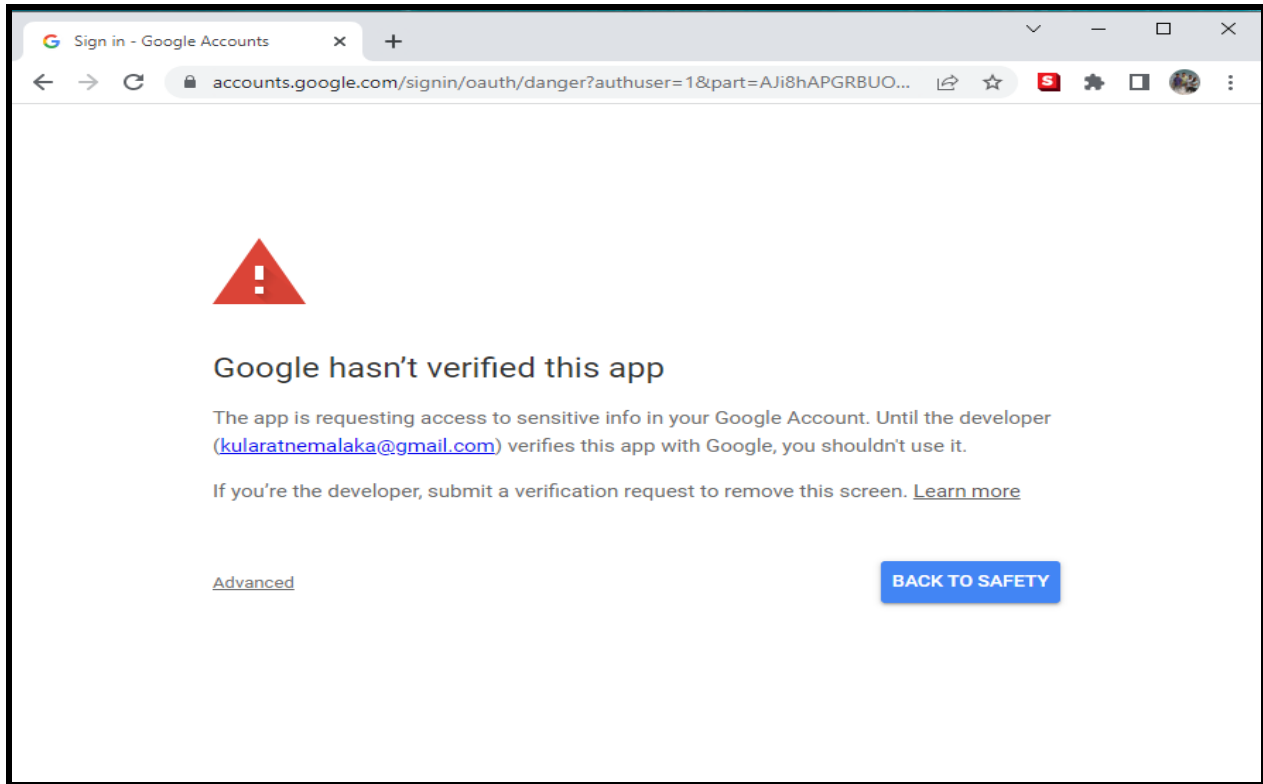 Sign in - Google Accounts
accounts.google.com/signin/oauth/danger?authuser=1&part=AJi8hAPGRBUO...
Google hasn't verified this app
The app is requesting access to sensitive info in your Google Account. Until the developer
(kularatnemalaka@gmail.com) verifies this app with Google, you shouldn't use it.
If you're the developer, submit a verification request to remove this screen. Learn more
Advanced
BACK TO SAFETY